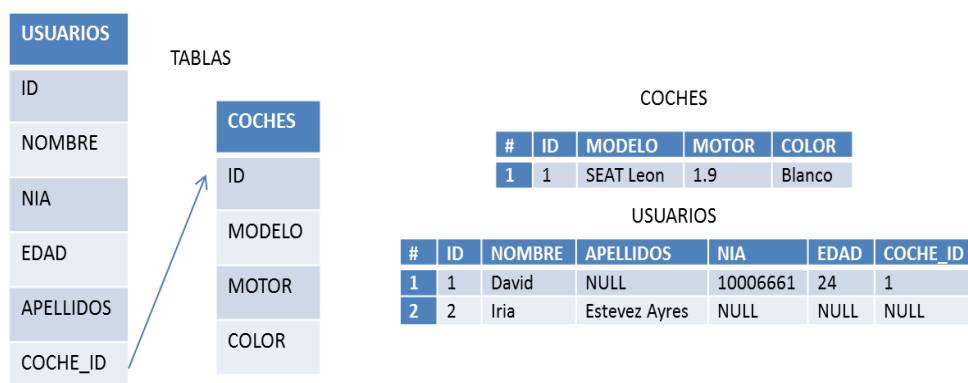 USUARIOS
ID
NOMBRE
NIA
EDAD
APELLIDOS
COCHE_ID
TABLAS
COCHES
ID
MODELO
MOTOR
COLOR
COCHES
# ID MODELO MOTOR COLOR
1 1 SEAT Leon 1.9 Blanco
USUARIOS
# ID NOMBRE APELLIDOS NIA EDAD COCHE_ID
1 1 David NULL 10006661 24 1
2 2 Iria Estevez Ayres NULL NULL NULL